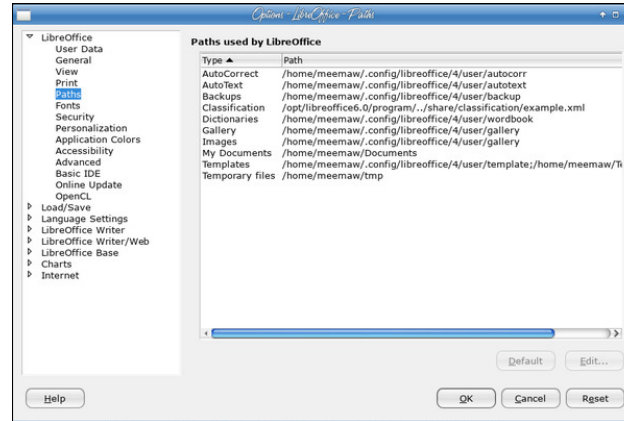 Options - LibreOffice - Paths
LibreOffice
User Data
General
View
Print
Paths
Fonts
Security
Personalization
Application Colors
Accessibility
Advanced
Basic IDE
Online Update
OpenCL
Load/Save
Language Settings
LibreOffice Writer
LibreOffice Writer/Web
LibreOffice Base
Charts
Internet
Paths used by LibreOffice
Type Path
AutoCorrect /home/meemaw/.config/libreoffice/4/user/autocorr
AutoText /home/meemaw/.config/libreoffice/4/user/autotext
Backups /home/meemaw/.config/libreoffice/4/user/backup
Classification /opt/libreoffice6.0/program/../share/classification/example.xml
Dictionaries /home/meemaw/.config/libreoffice/4/user/wordbook
Gallery /home/meemaw/.config/libreoffice/4/user/gallery
Images /home/meemaw/.config/libreoffice/4/user/gallery
My Documents /home/meemaw/Documents
Templates /home/meemaw/.config/libreoffice/4/user/template;/home/meemaw/Te
Temporary files /home/meemaw/tmp
Default Edit...
Help OK Cancel Reset